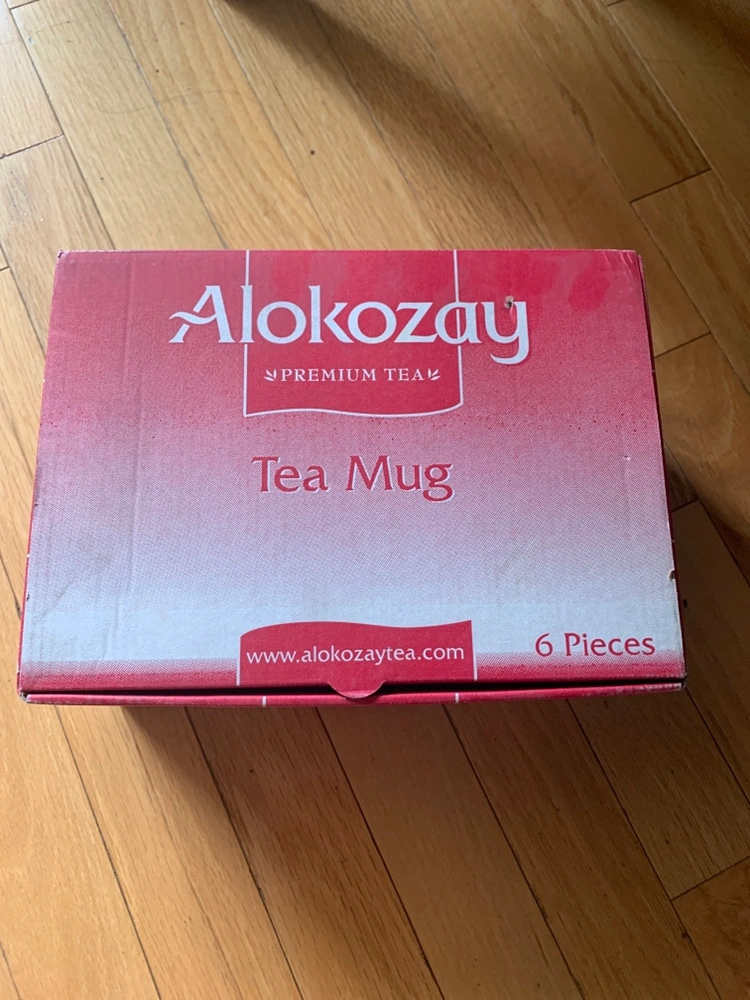 Alokozay
PREMIUM TEA
Tea Mug
www.alokozaytea.com
6 Pieces